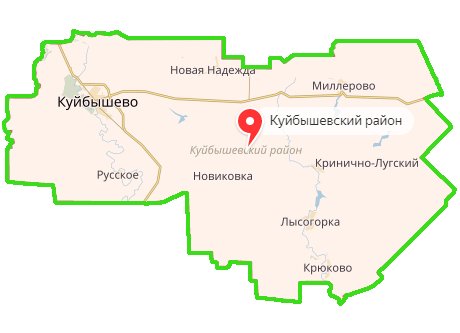 Новая Надежда
Миллерово
Куйбышево
Куйбышевский район
Куйбышевский район
Кринично-Лугский
Русское
Новиковка
Лысогорка
Крюково